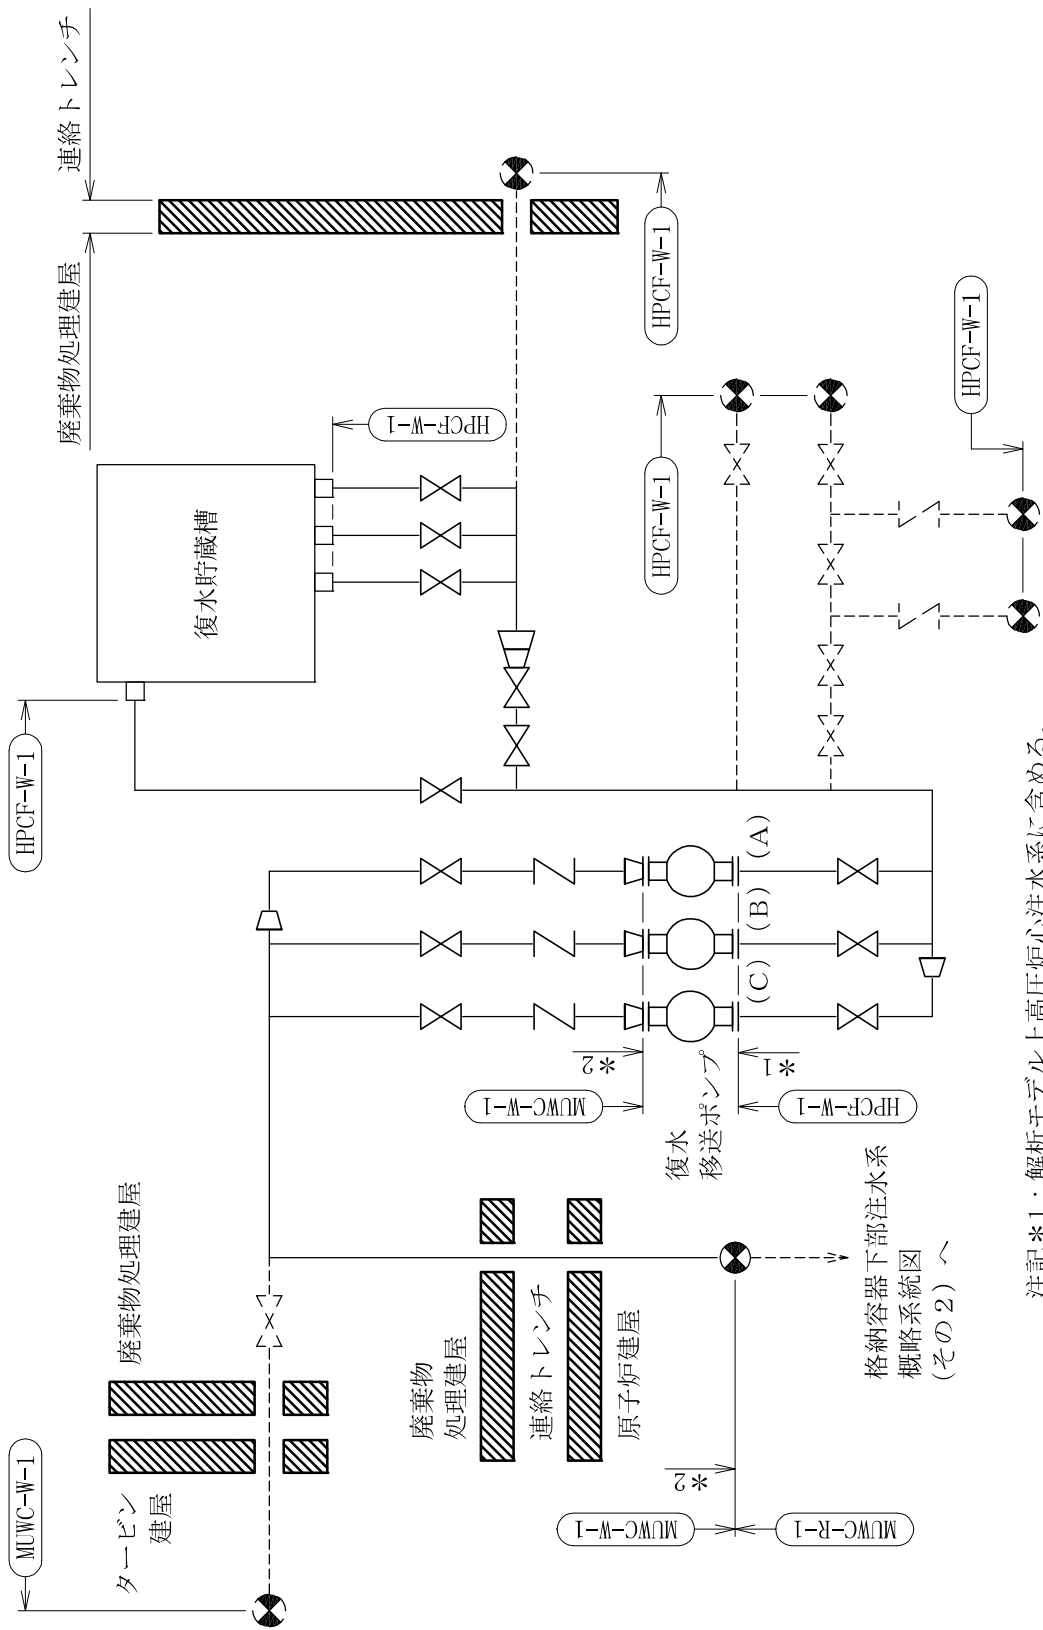 MUWC-W-1
HPCF-W-1
タービン
建屋
廃棄物処理建屋
復水貯蔵槽
HPCF-W-1
廃棄物処理建屋
連絡トレンチ
廃棄物
処理建屋
連絡トレンチ
原子炉建屋
MUWC-W-1
*2
復水
移送ポンプ
HPCF-W-1
*1
(C)
(B)
(A)
HPCF-W-1
HPCF-W-1
HPCF-W-1
MUWC-W-1
MUWC-R-1
*2
格納容器下部注水系
概略系統図
(その2)へ
注記*1:解析モデル上高圧炉心注水系に含める。